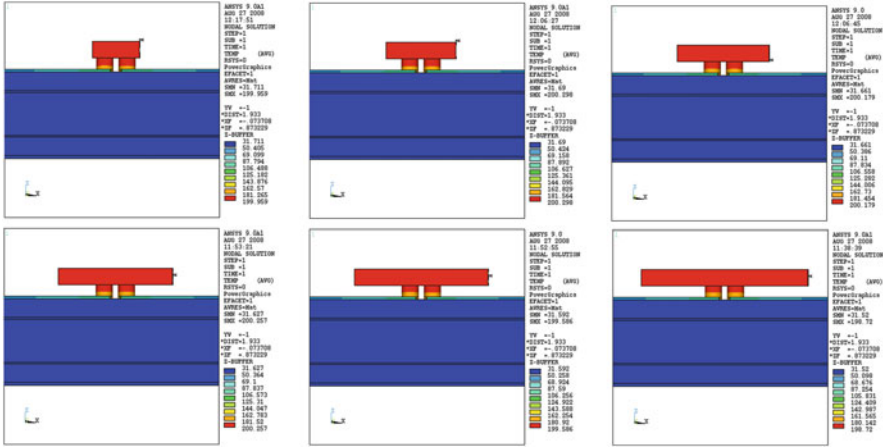 ANSYS 9.0A1
AUG 27 2008
12:17:51
NODAL SOLUTION
STEP=1
SUB =1
TIME=1
TEMP (AVG)
RSYS=0
PowerGraphics
EFACET=1
AVRES=Mat
SMN =31.711
SMX =199.959
YV =-1
*DIST=1.933
*XF =-.073708
*ZF =.873229
Z-BUFFER
31.711
50.405
69.099
87.794
106.488
125.182
143.876
162.57
181.265
199.959
ANSYS 9.0A1
AUG 27 2008
12:06:27
NODAL SOLUTION
STEP=1
SUB =1
TIME=1
TEMP (AVG)
RSYS=0
PowerGraphics
EFACET=1
AVRES=Mat
SMN =31.69
SMX =200.298
YV =-1
*DIST=1.933
*XF =-.073708
*ZF =.873229
Z-BUFFER
31.69
50.424
69.158
87.892
106.627
125.361
144.095
162.829
181.564
200.298
ANSYS 9.0
AUG 27 2008
12:06:45
NODAL SOLUTION
STEP=1
SUB =1
TIME=1
TEMP (AVG)
RSYS=0
PowerGraphics
EFACET=1
AVRES=Mat
SMN =31.661
SMX =200.179
YV =-1
*DIST=1.933
*XF =-.073708
*ZF =.873229
Z-BUFFER
31.661
50.386
69.11
87.834
106.558
125.282
144.006
162.73
181.454
200.179
ANSYS 9.0A1
AUG 27 2008
11:53:21
NODAL SOLUTION
STEP=1
SUB =1
TIME=1
TEMP (AVG)
RSYS=0
PowerGraphics
EFACET=1
AVRES=Mat
SMN =31.627
SMX =200.257
YV =-1
*DIST=1.933
*XF =-.073708
*ZF =.873229
Z-BUFFER
31.627
50.364
69.1
87.837
106.573
125.31
144.047
162.783
181.52
200.257
ANSYS 9.0
AUG 27 2008
11:52:55
NODAL SOLUTION
STEP=1
SUB =1
TIME=1
TEMP (AVG)
RSYS=0
PowerGraphics
EFACET=1
AVRES=Mat
SMN =31.592
SMX =199.586
YV =-1
*DIST=1.933
*XF =-.073708
*ZF =.873229
Z-BUFFER
31.592
50.258
68.924
87.59
106.256
124.922
143.588
162.254
180.92
199.586
ANSYS 9.0A1
AUG 27 2008
11:38:39
NODAL SOLUTION
STEP=1
SUB =1
TIME=1
TEMP (AVG)
RSYS=0
PowerGraphics
EFACET=1
AVRES=Mat
SMN =31.52
SMX =198.72
YV =-1
*DIST=1.933
*XF =-.073708
*ZF =.873229
Z-BUFFER
31.52
50.098
68.676
87.254
105.831
124.409
142.987
161.565
180.142
198.72